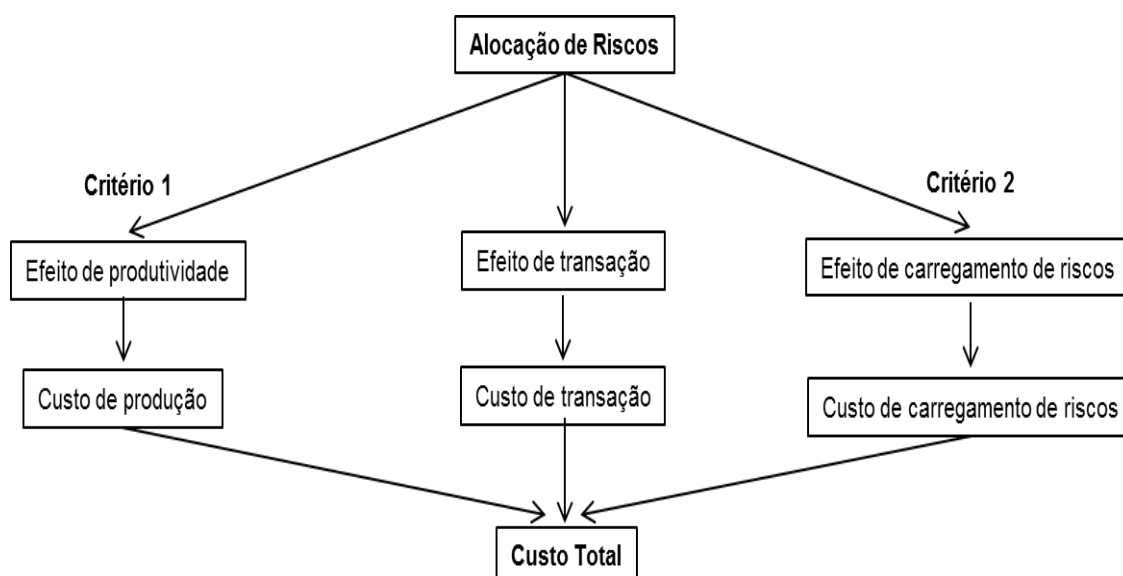 Alocação de Riscos
Critério 1
Critério 2
Efeito de produtividade
Efeito de transação
Efeito de carregamento de riscos
Custo de produção
Custo de transação
Custo de carregamento de riscos
Custo Total